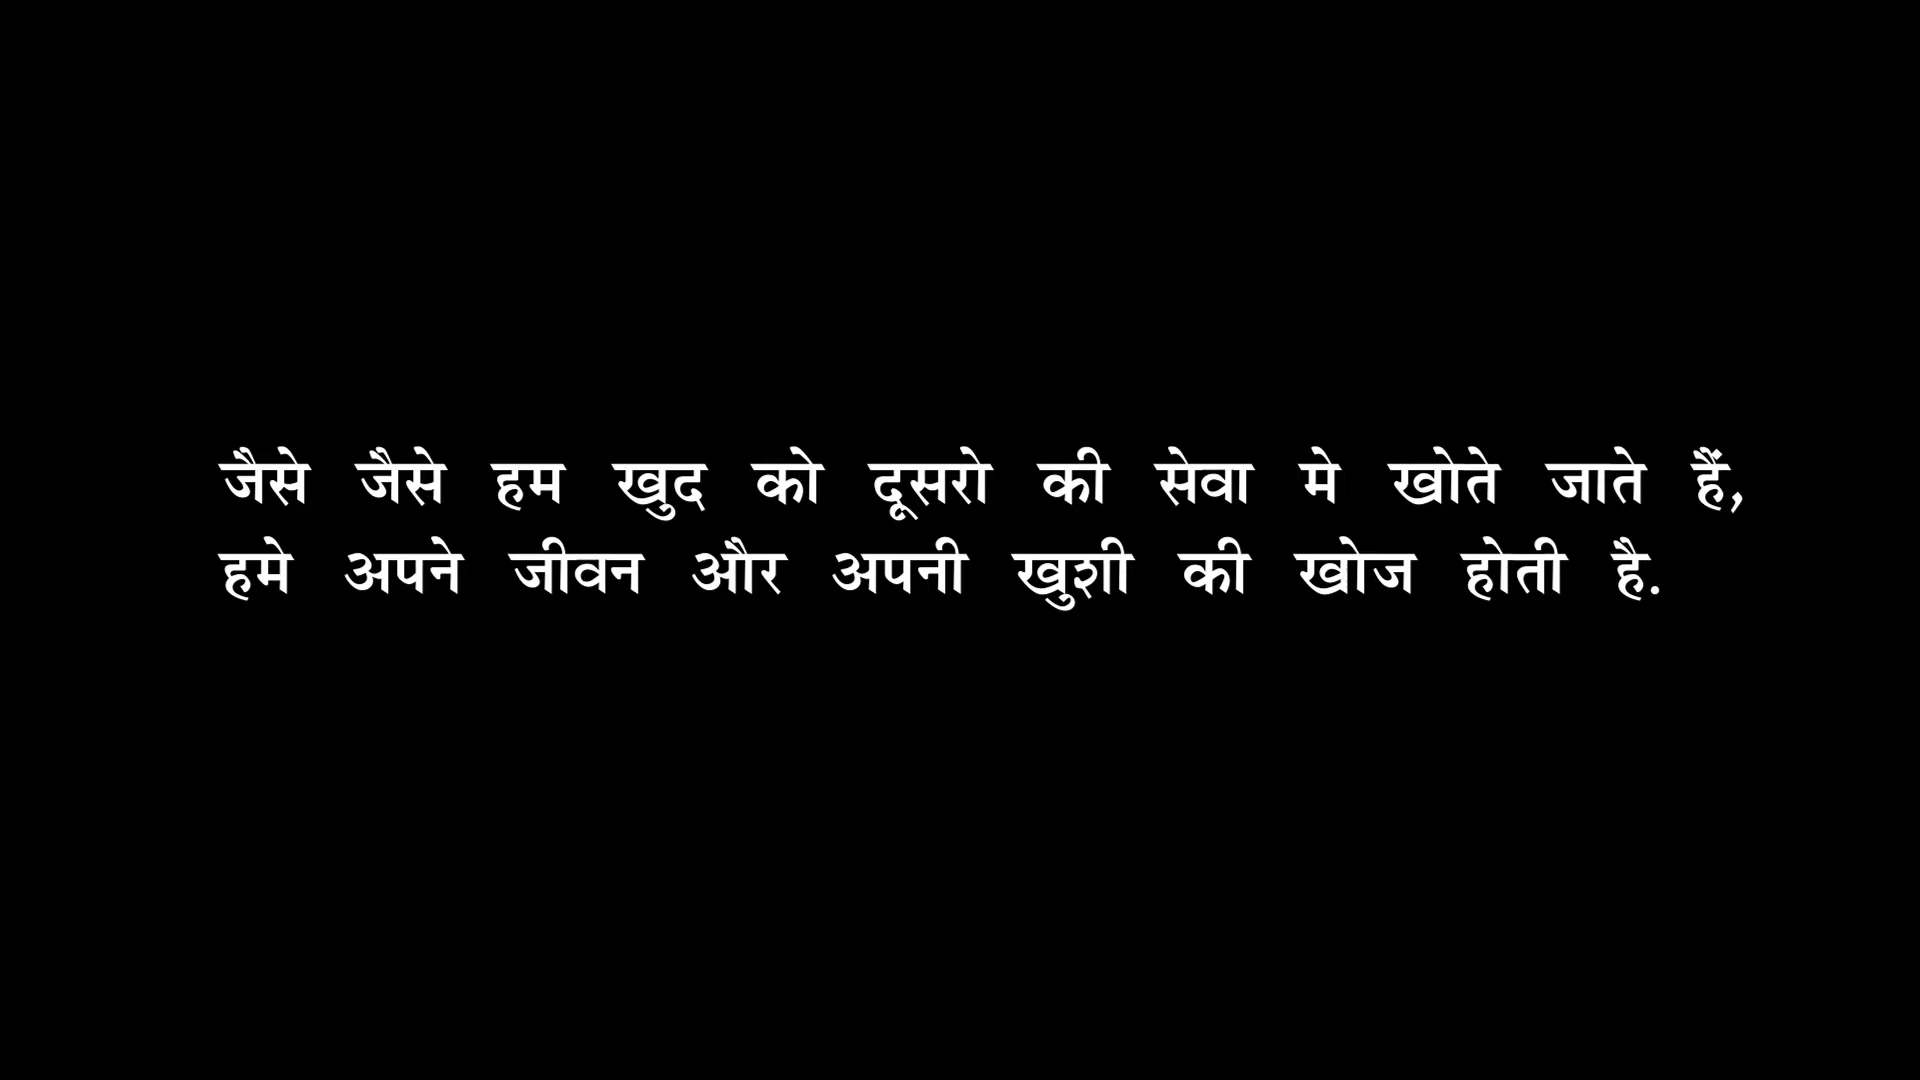 जैसे जैसे हम खुद को दूसरो की सेवा मे खोते जाते हैं,
हमे अपने जीवन और अपनी खुशी की खोज होती है.